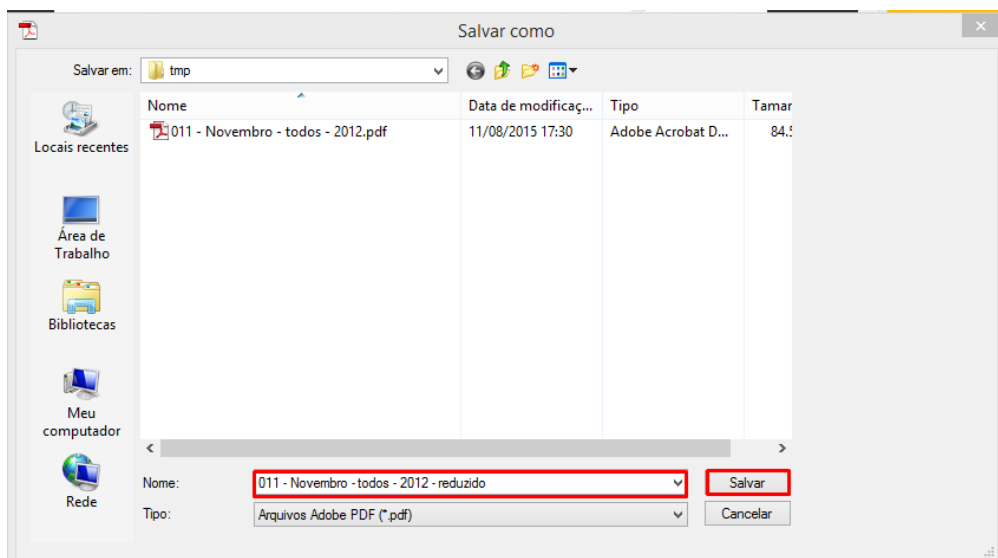 Salvar como
Salvar em:
tmp
Nome
Data de modificaç...
Tipo
Tamar
011 - Novembro - todos - 2012.pdf
11/08/2015 17:30
Adobe Acrobat D...
84.5
Locais recentes
Área de
Trabalho
Bibliotecas
Meu
computador
Rede
Nome:
011 - Novembro - todos - 2012 - reduzido
Salvar
Tipo:
Arquivos Adobe PDF (*.pdf)
Cancelar